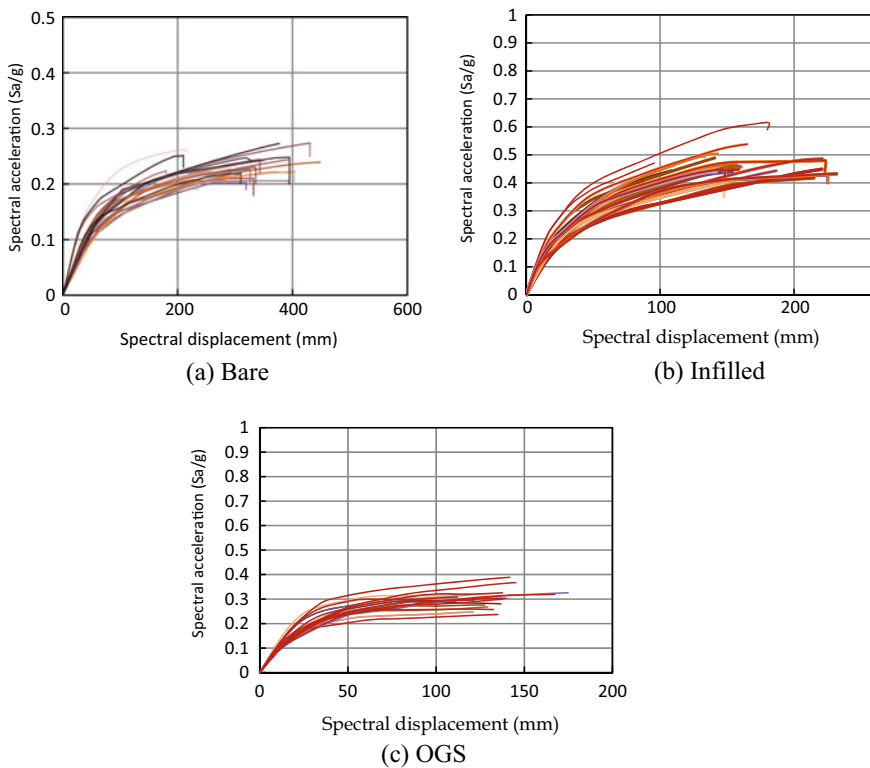 Spectral acceleration (Sa/g)
0.5
0.4
0.3
0.2
0.1
0
0 200 400 600
Spectral displacement (mm)
(a) Bare
Spectral acceleration (Sa/g)
1
0.9
0.8
0.7
0.6
0.5
0.4
0.3
0.2
0.1
0
0 100 200
Spectral displacement (mm)
(b) Infilled
Spectral acceleration (Sa/g)
1
0.9
0.8
0.7
0.6
0.5
0.4
0.3
0.2
0.1
0
0 50 100 150 200
Spectral displacement (mm)
(c) OGS